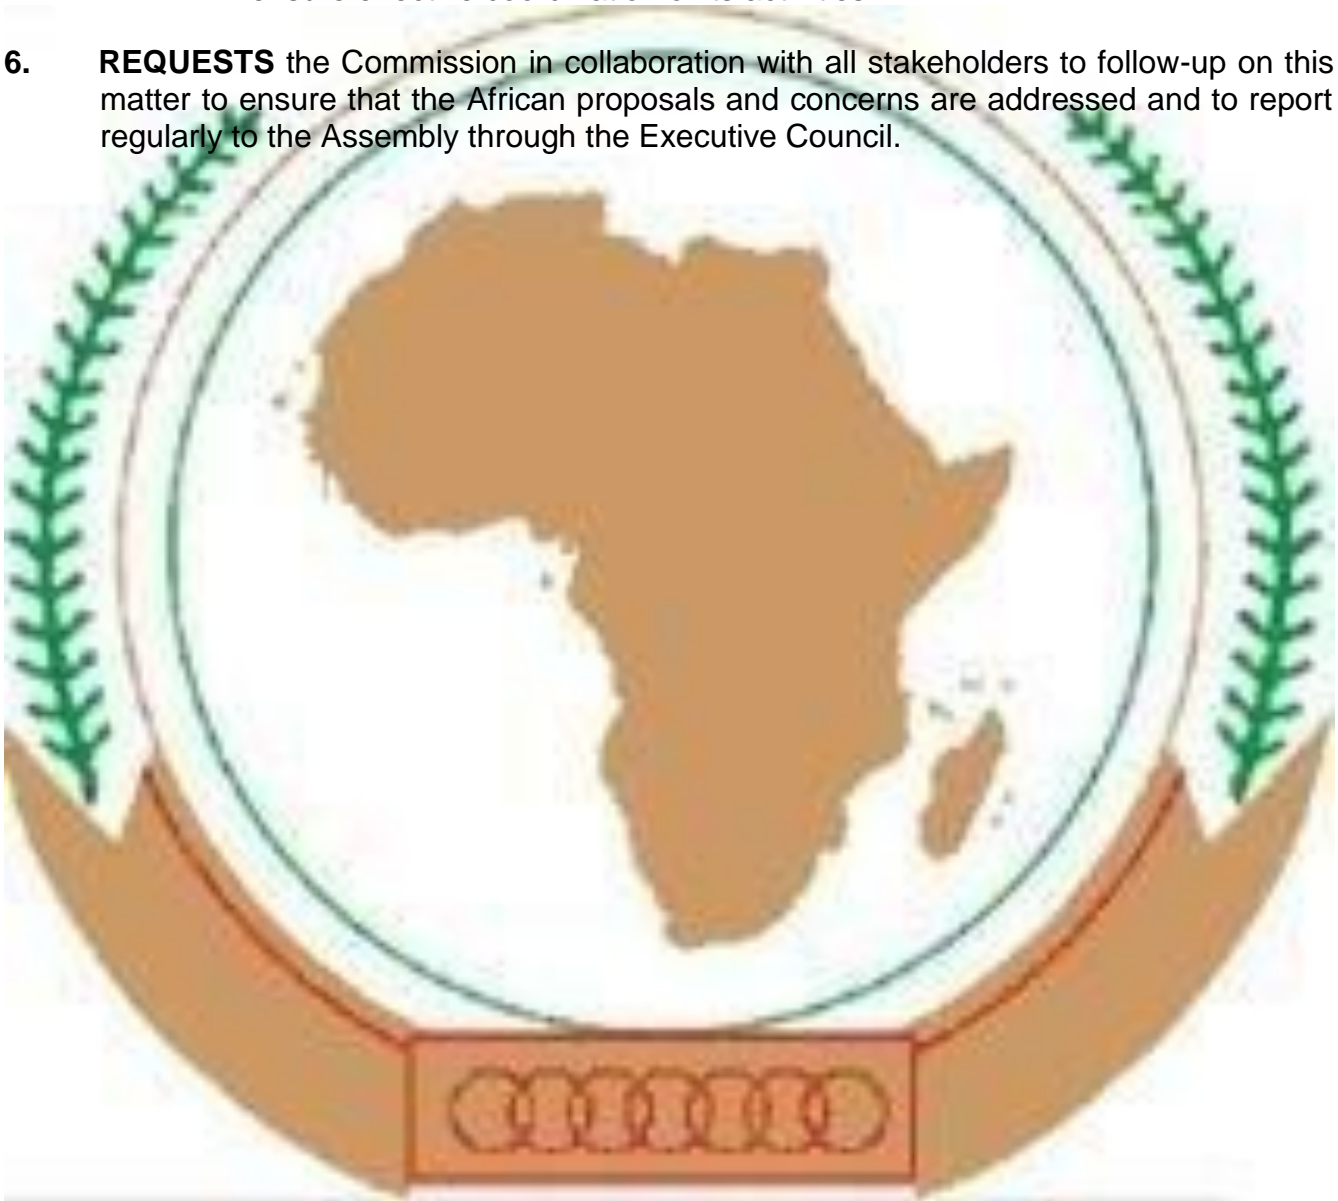 6. REQUESTS the Commission in collaboration with all stakeholders to follow-up on this
matter to ensure that the African proposals and concerns are addressed and to report
regularly to the Assembly through the Executive Council.